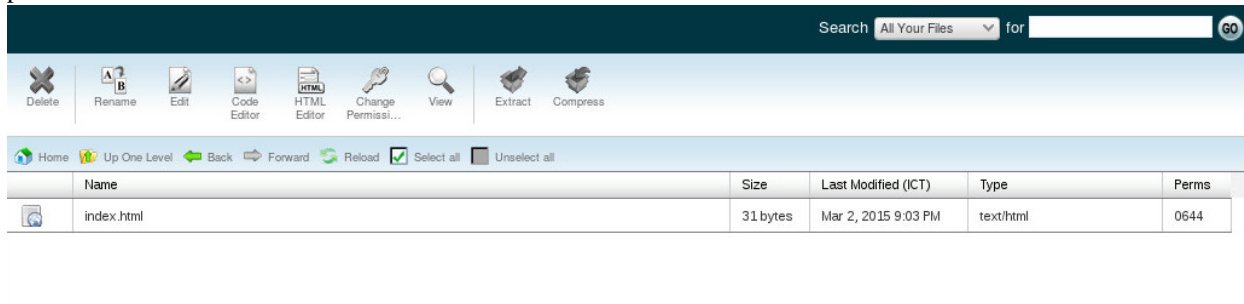 Search All Your Files for GO
Delete Rename Edit Code Editor HTML Editor Change Permissi... View Extract Compress
Home Up One Level Back Forward Reload Select all Unselect all
Name Size Last Modified (ICT) Type Perms
index.html 31 bytes Mar 2, 2015 9:03 PM text/html 0644